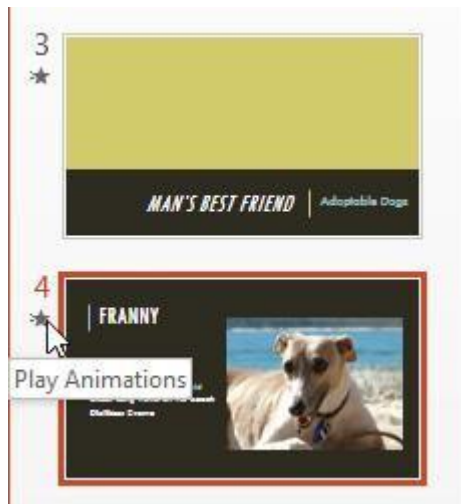 3
MAN'S BEST FRIEND
Adoptable Dogs
4
FRANNY
Play Animations